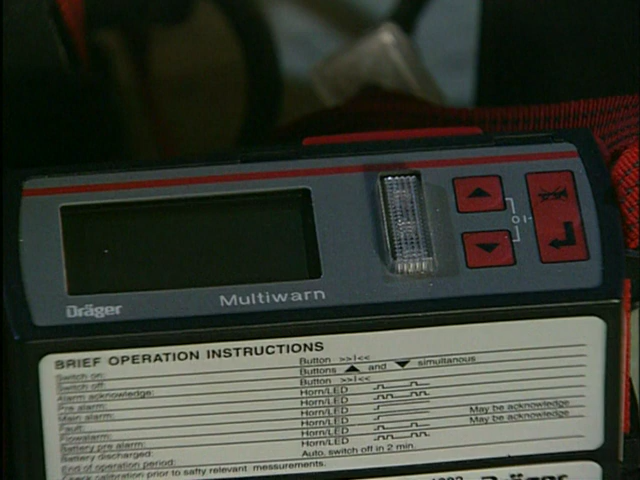 Dräger
Multiwarn
BRIEF OPERATION INSTRUCTIONS
Switch on: Button >>I<<
Switch off: Buttons ▲ and ▼ simultanous
Alarm acknowledge: Button >>I<<
Pre alarm: Horn/LED
Main alarm: Horn/LED
Fault: Horn/LED
Flowalarm: Horn/LED May be acknowledge
Battery pre alarm: Horn/LED May be acknowledge
Battery discharged: Auto. switch off in 2 min.
End of operation period:
Check calibration prior to safty relevant measurements.
Dräger